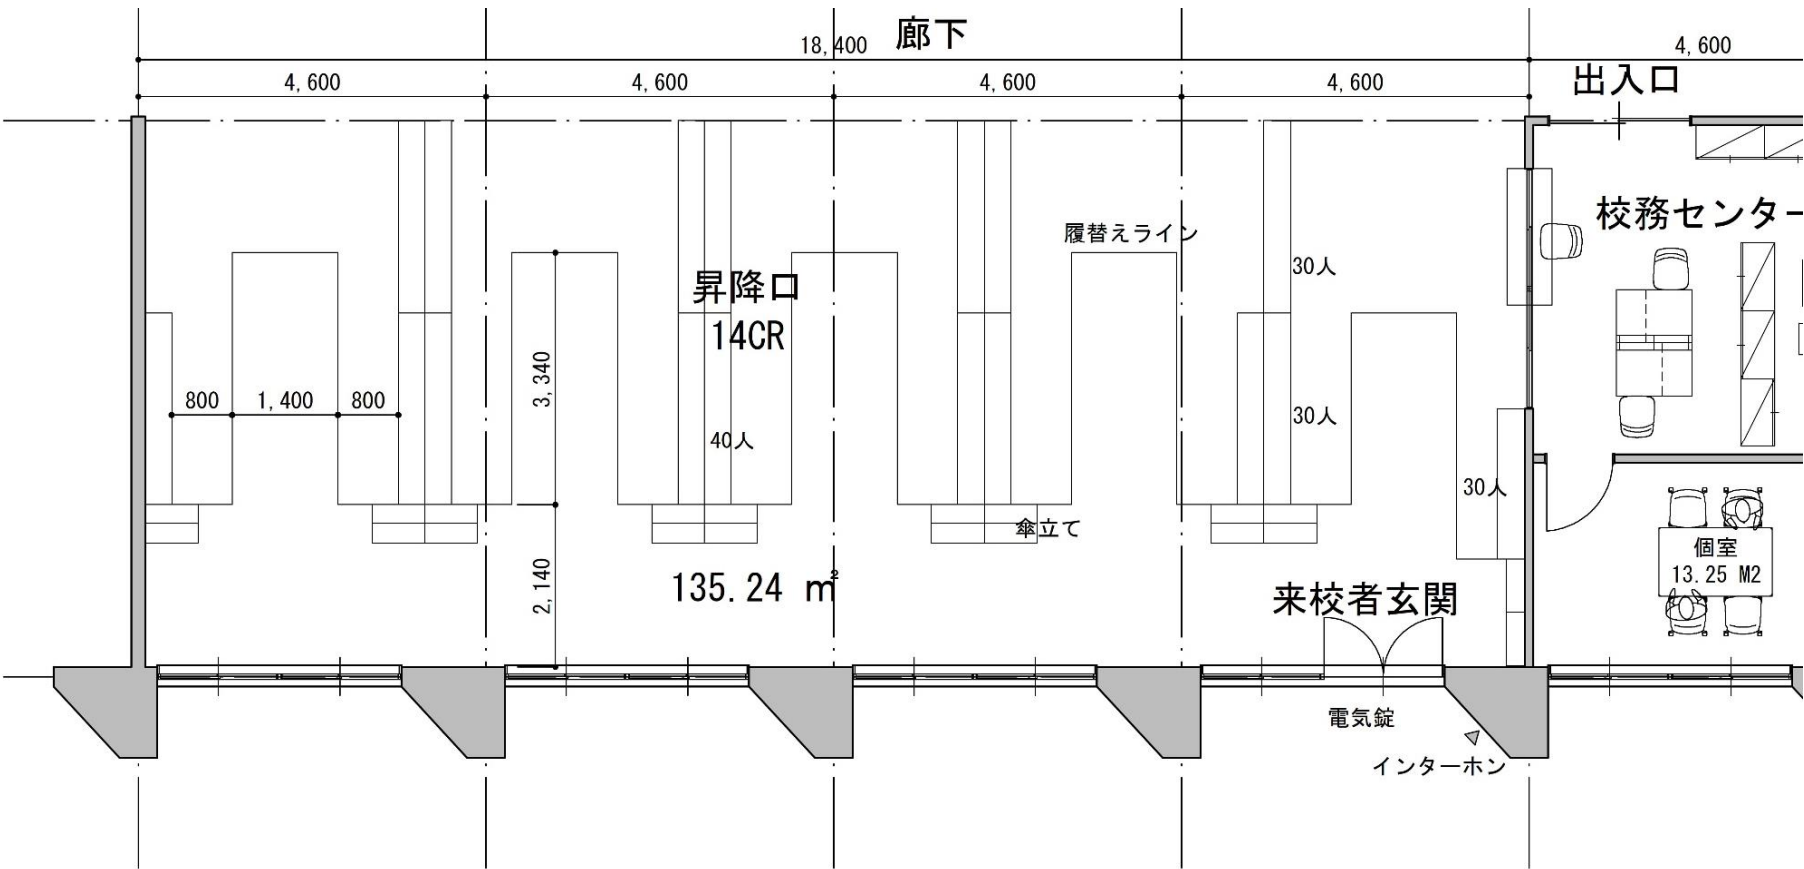 廊下
18,400
4,600
4,600
4,600
4,600
4,600
出入口
校務センター
履替えライン
30人
昇降口
14CR
3,340
800
1,400
800
30人
40人
30人
傘立て
個室
13.25 M2
2,140
135.24 ㎡
来校者玄関
電気錠
インターホン